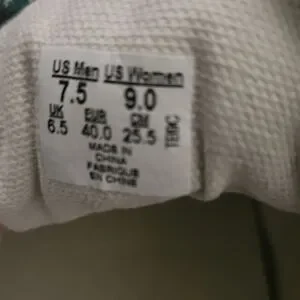 US Men US Women
7.5 9.0
UK EUR CM
6.5 40.0 25.5
MADE IN
CHINA
FABRIQUE
EN CHINE